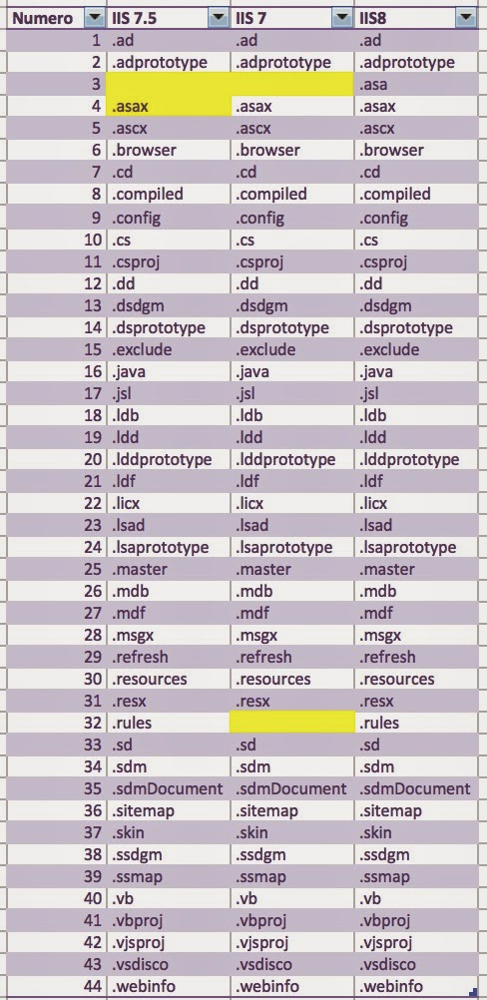 Numero IIS 7.5 IIS 7 IIS8
1 .ad .ad .ad
2 .adprototype .adprototype .adprototype
3 .asa
4 .asax .asax .asax
5 .ascx .ascx .ascx
6 .browser .browser .browser
7 .cd .cd .cd
8 .compiled .compiled .compiled
9 .config .config .config
10 .cs .cs .cs
11 .csproj .csproj .csproj
12 .dd .dd .dd
13 .dsdgm .dsdgm .dsdgm
14 .dsprototype .dsprototype .dsprototype
15 .exclude .exclude .exclude
16 .java .java .java
17 .jsl .jsl .jsl
18 .ldb .ldb .ldb
19 .ldd .ldd .ldd
20 .lddprototype .lddprototype .lddprototype
21 .ldf .ldf .ldf
22 .licx .licx .licx
23 .lsad .lsad .lsad
24 .lsaprototype .lsaprototype .lsaprototype
25 .master .master .master
26 .mdb .mdb .mdb
27 .mdf .mdf .mdf
28 .msgx .msgx .msgx
29 .refresh .refresh .refresh
30 .resources .resources .resources
31 .resx .resx .resx
32 .rules .rules
33 .sd .sd .sd
34 .sdm .sdm .sdm
35 .sdmDocument .sdmDocument .sdmDocument
36 .sitemap .sitemap .sitemap
37 .skin .skin .skin
38 .ssdgm .ssdgm .ssdgm
39 .ssmap .ssmap .ssmap
40 .vb .vb .vb
41 .vbproj .vbproj .vbproj
42 .vjsproj .vjsproj .vjsproj
43 .vsdisco .vsdisco .vsdisco
44 .webinfo .webinfo .webinfo